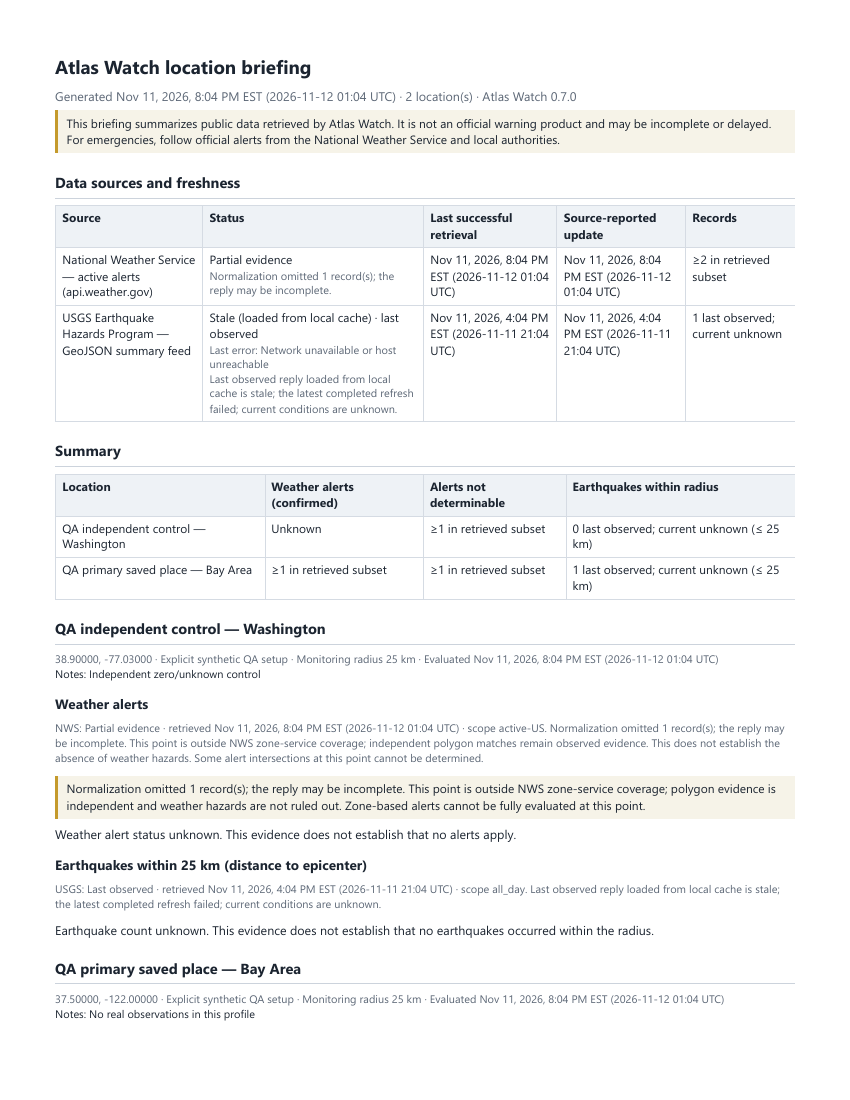 Atlas Watch location briefing
Generated Nov 11, 2026, 8:04 PM EST (2026-11-12 01:04 UTC) · 2 location(s) · Atlas Watch 0.7.0
This briefing summarizes public data retrieved by Atlas Watch. It is not an official warning product and may be incomplete or delayed.
For emergencies, follow official alerts from the National Weather Service and local authorities.
Data sources and freshness
Source
Status
Last successful
retrieval
Source-reported
update
Records
National Weather Service
— active alerts
(api.weather.gov)
Partial evidence
Normalization omitted 1 record(s); the
reply may be incomplete.
Nov 11, 2026, 8:04 PM
EST (2026-11-12 01:04
UTC)
Nov 11, 2026, 8:04
PM EST (2026-11-12
01:04 UTC)
≥2 in retrieved
subset
USGS Earthquake
Hazards Program —
GeoJSON summary feed
Stale (loaded from local cache) · last
observed
Last error: Network unavailable or host
unreachable
Last observed reply loaded from local
cache is stale; the latest completed refresh
failed; current conditions are unknown.
Nov 11, 2026, 4:04 PM
EST (2026-11-11 21:04
UTC)
Nov 11, 2026, 4:04
PM EST (2026-11-11
21:04 UTC)
1 last observed;
current unknown
Summary
Location
Weather alerts
(confirmed)
Alerts not
determinable
Earthquakes within radius
QA independent control —
Washington
Unknown
≥1 in retrieved subset
0 last observed; current unknown (≤ 25
km)
QA primary saved place — Bay Area
≥1 in retrieved subset
≥1 in retrieved subset
1 last observed; current unknown (≤ 25
km)
QA independent control — Washington
38.90000, -77.03000 · Explicit synthetic QA setup · Monitoring radius 25 km · Evaluated Nov 11, 2026, 8:04 PM EST (2026-11-12 01:04 UTC)
Notes: Independent zero/unknown control
Weather alerts
NWS: Partial evidence · retrieved Nov 11, 2026, 8:04 PM EST (2026-11-12 01:04 UTC) · scope active-US. Normalization omitted 1 record(s); the reply may
be incomplete. This point is outside NWS zone-service coverage; independent polygon matches remain observed evidence. This does not establish the
absence of weather hazards. Some alert intersections at this point cannot be determined.
Normalization omitted 1 record(s); the reply may be incomplete. This point is outside NWS zone-service coverage; polygon evidence is
independent and weather hazards are not ruled out. Zone-based alerts cannot be fully evaluated at this point.
Weather alert status unknown. This evidence does not establish that no alerts apply.
Earthquakes within 25 km (distance to epicenter)
USGS: Last observed · retrieved Nov 11, 2026, 4:04 PM EST (2026-11-11 21:04 UTC) · scope all_day. Last observed reply loaded from local cache is stale;
the latest completed refresh failed; current conditions are unknown.
Earthquake count unknown. This evidence does not establish that no earthquakes occurred within the radius.
QA primary saved place — Bay Area
37.50000, -122.00000 · Explicit synthetic QA setup · Monitoring radius 25 km · Evaluated Nov 11, 2026, 8:04 PM EST (2026-11-12 01:04 UTC)
Notes: No real observations in this profile